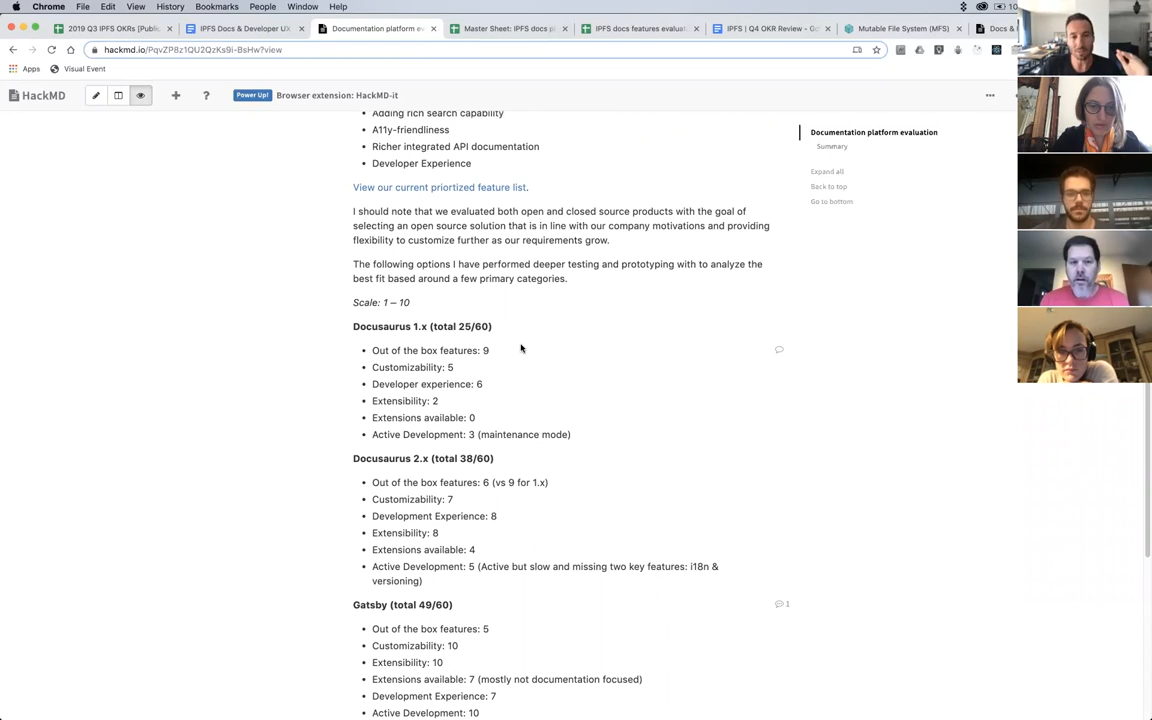 Chrome File Edit View History Bookmarks People Window Help 10
2019 Q3 IPFS OKRs [Publis
IPFS Docs & Developer UX
Documentation platform ev
Master Sheet: IPFS docs p
IPFS docs features evaluat
IPFS | Q4 OKR Review - Go
Mutable File System (MFS)
Docs &
hackmd.io/PqvZP8z1QU2QzKs9i-BsHw?view
Apps Visual Event
HackMD Power Up! Browser extension: HackMD-it
Adding rich search capability
A11y-friendliness
Richer integrated API documentation
Developer Experience
View our current priortized feature list.
I should note that we evaluated both open and closed source products with the goal of
selecting an open source solution that is in line with our company motivations and providing
flexibility to customize further as our requirements grow.
The following options I have performed deeper testing and prototyping with to analyze the
best fit based around a few primary categories.
Scale: 1 – 10
Docusaurus 1.x (total 25/60)
Out of the box features: 9
Customizability: 5
Developer experience: 6
Extensibility: 2
Extensions available: 0
Active Development: 3 (maintenance mode)
Docusaurus 2.x (total 38/60)
Out of the box features: 6 (vs 9 for 1.x)
Customizability: 7
Development Experience: 8
Extensibility: 8
Extensions available: 4
Active Development: 5 (Active but slow and missing two key features: i18n &
versioning)
Gatsby (total 49/60)
1
Out of the box features: 5
Customizability: 10
Extensibility: 10
Extensions available: 7 (mostly not documentation focused)
Development Experience: 7
Active Development: 10
Documentation platform evaluation
Summary
Expand all
Back to top
Go to bottom